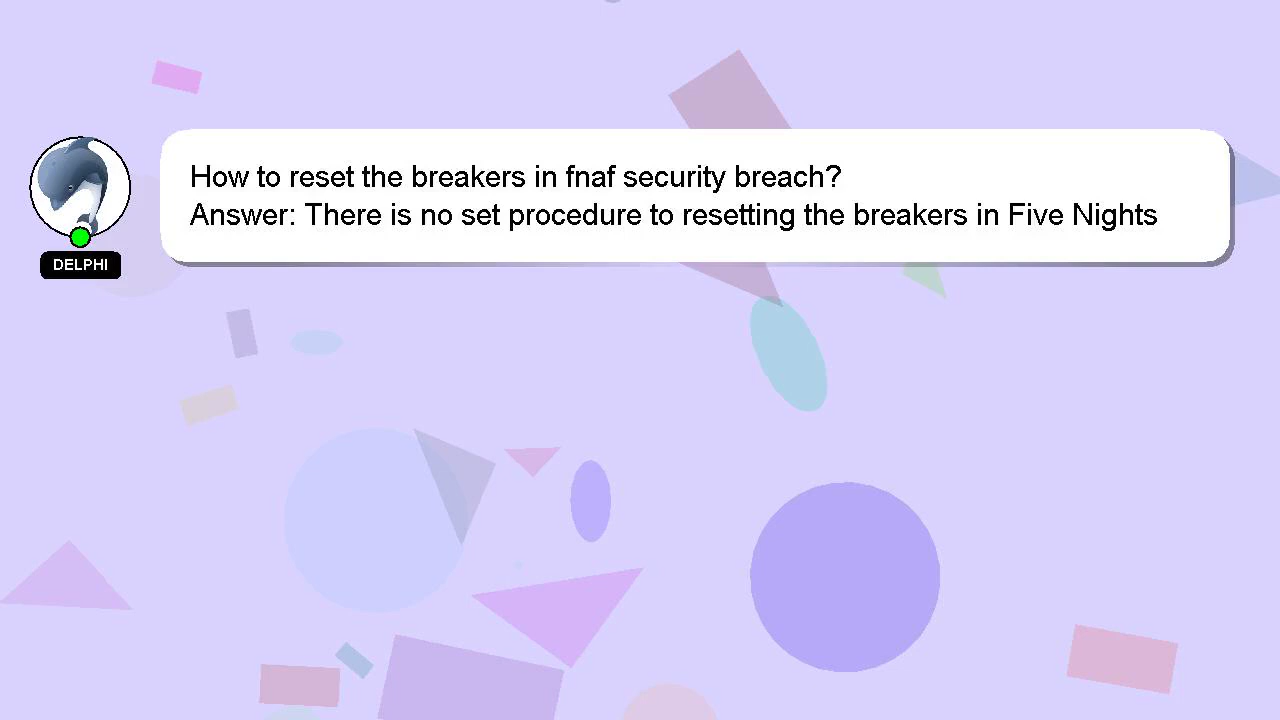 How to reset the breakers in fnaf security breach?
Answer: There is no set procedure to resetting the breakers in Five Nights
DELPHI